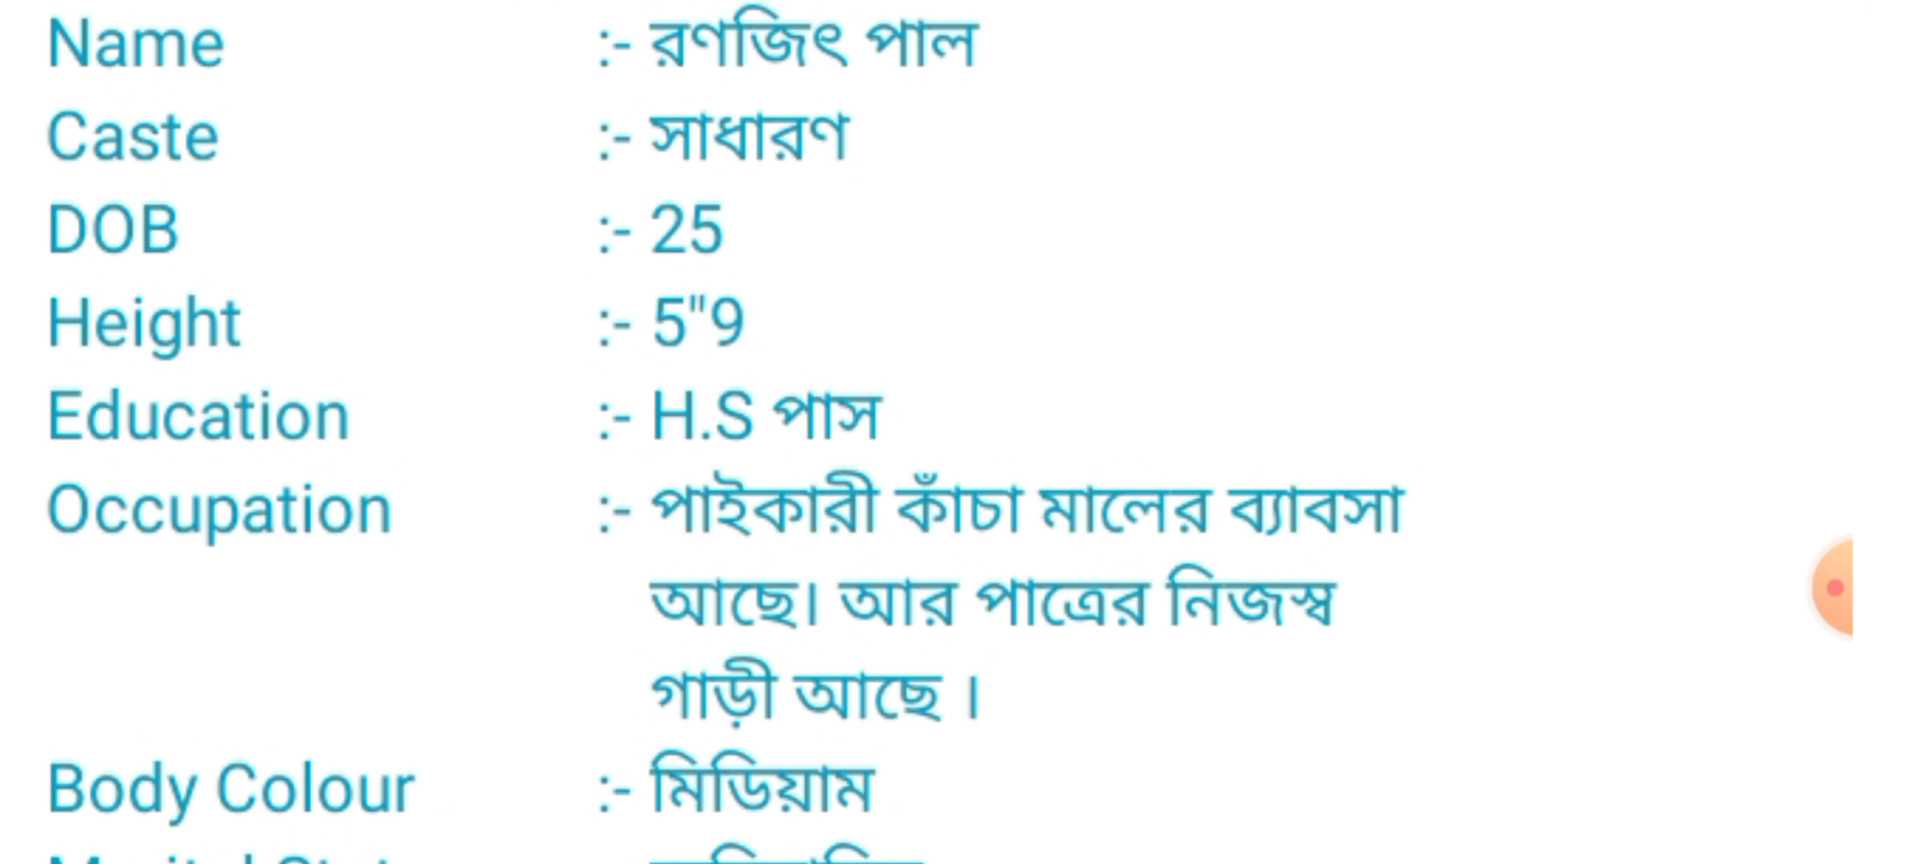 Name :- রণজিৎ পাল
Caste :- সাধারণ
DOB :- 25
Height :- 5"9
Education :- H.S পাস
Occupation :- পাইকারী কাঁচা মালের ব্যাবসা
আছে। আর পাত্রের নিজস্ব
গাড়ী আছে ।
Body Colour :- মিডিয়াম